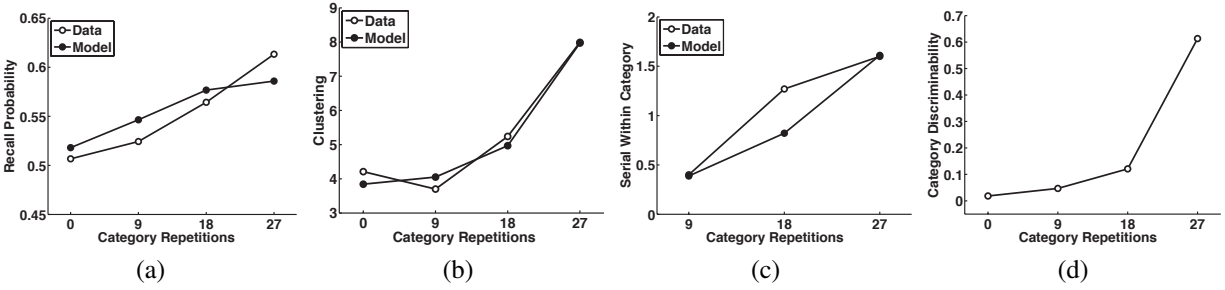 0.65
0.6
0.55
0.5
0.45
Recall Probability
Data
Model
0 9 18 27
Category Repetitions
(a)
9
8
7
6
5
4
3
Clustering
Data
Model
0 9 18 27
Category Repetitions
(b)
2
1.5
1
0.5
0
Serial Within Category
Data
Model
9 18 27
Category Repetitions
(c)
0.7
0.6
0.5
0.4
0.3
0.2
0.1
0
Category Discriminability
0 9 18 27
Category Repetitions
(d)